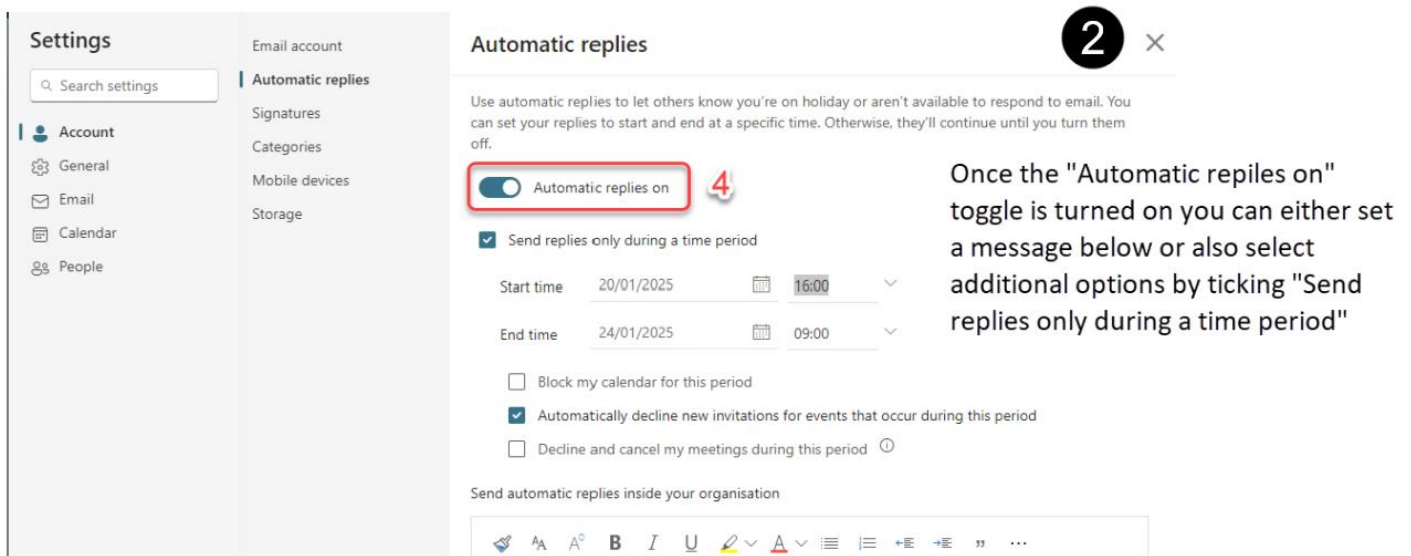 Settings
Search settings
Account
General
Email
Calendar
People
Email account
Automatic replies
Signatures
Categories
Mobile devices
Storage
Automatic replies
2
Use automatic replies to let others know you're on holiday or aren't available to respond to email. You
can set your replies to start and end at a specific time. Otherwise, they'll continue until you turn them
off.
Automatic replies on
4
Send replies only during a time period
Start time 20/01/2025 16:00
End time 24/01/2025 09:00
Block my calendar for this period
Automatically decline new invitations for events that occur during this period
Decline and cancel my meetings during this period
Send automatic replies inside your organisation
B I U A
Once the "Automatic repiles on"
toggle is turned on you can either set
a message below or also select
additional options by ticking "Send
replies only during a time period"